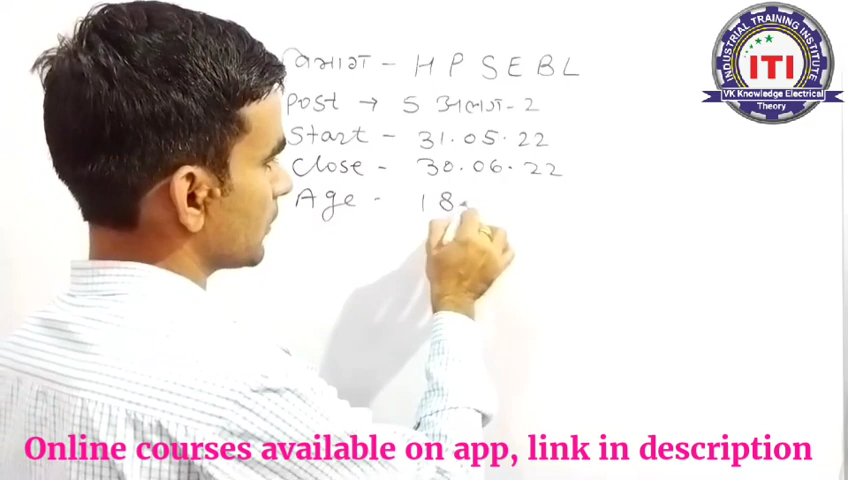 विभाग - HPSEBL
Post → 5 अलग-2
Start - 31.05.22
Close - 30.06.22
Age - 18
INDUSTRIAL TRAINING INSTITUTE
ITI
VK Knowledge Electrical
Theory
Online courses available on app, link in description